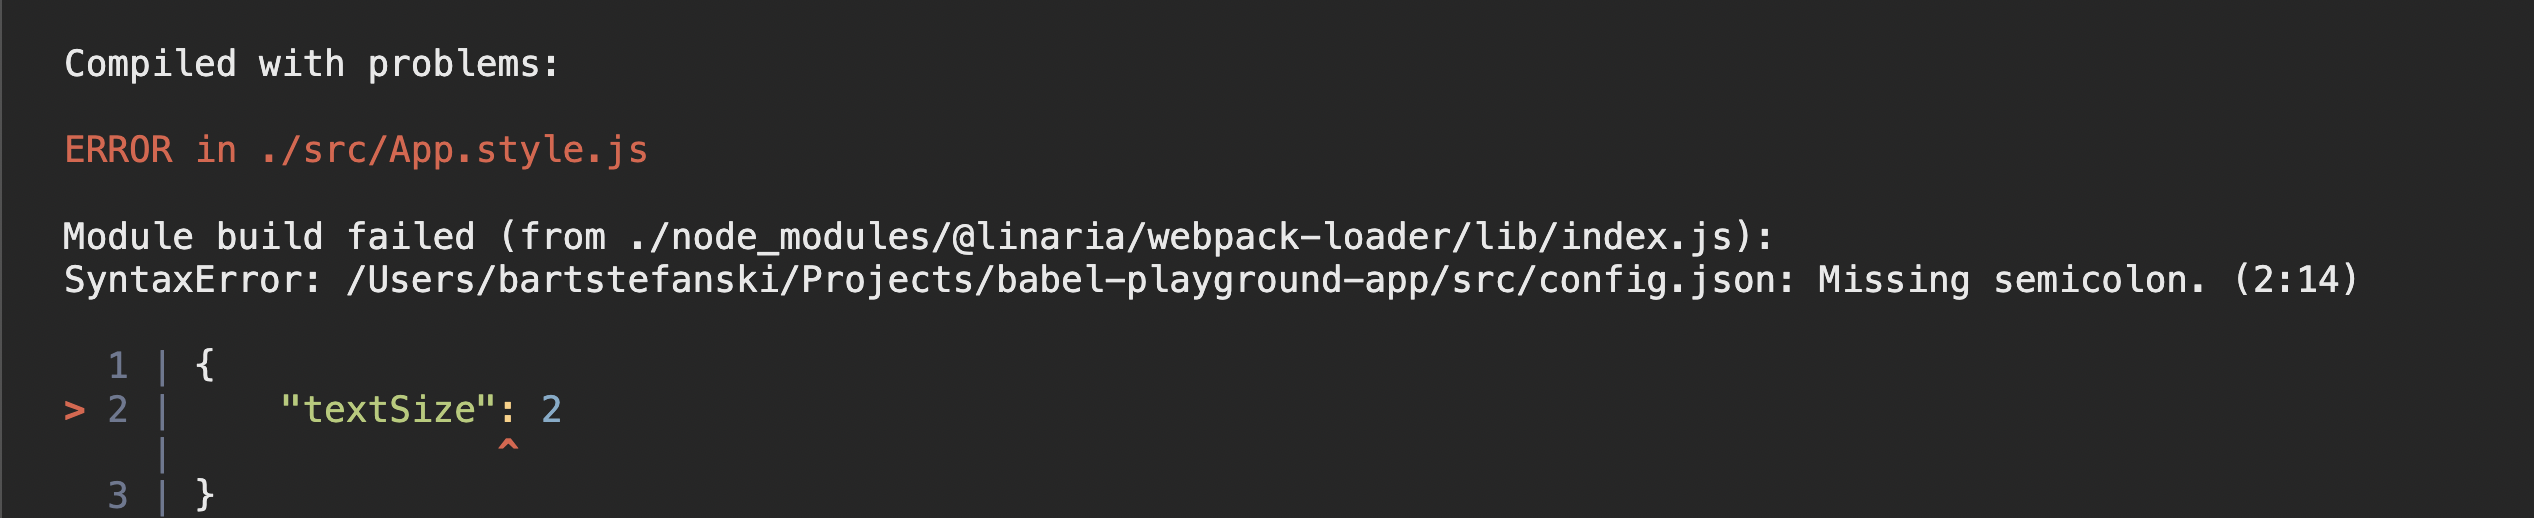 Compiled with problems:
ERROR in ./src/App.style.js
Module build failed (from ./node_modules/@linaria/webpack-loader/lib/index.js):
SyntaxError: /Users/bartstefanski/Projects/babel-playground-app/src/config.json: Missing semicolon. (2:14)
  1 | {
> 2 |     "textSize": 2
    |               ^
  3 | }